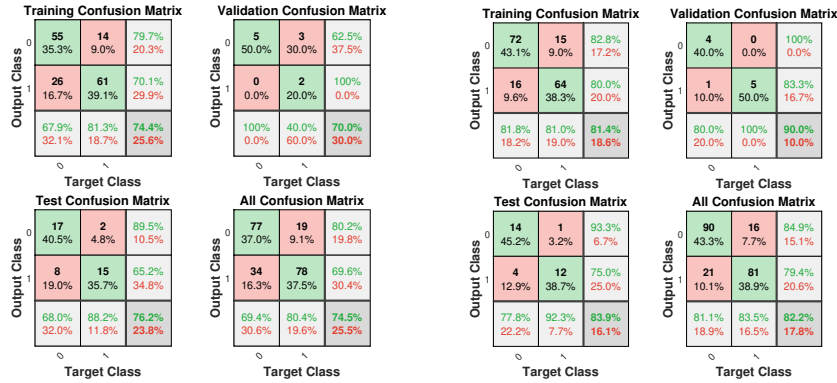 Training Confusion Matrix
55 14 79.7%
0
35.3% 9.0% 20.3%
26 61 70.1%
1
16.7% 39.1% 29.9%
67.9% 81.3% 74.4%
32.1% 18.7% 25.6%
0 1
Target Class
Output Class
Validation Confusion Matrix
5 3 62.5%
0
50.0% 30.0% 37.5%
0 2 100%
1
0.0% 20.0% 0.0%
100% 40.0% 70.0%
0.0% 60.0% 30.0%
0 1
Target Class
Output Class
Test Confusion Matrix
17 2 89.5%
0
40.5% 4.8% 10.5%
8 15 65.2%
1
19.0% 35.7% 34.8%
68.0% 88.2% 76.2%
32.0% 11.8% 23.8%
0 1
Target Class
Output Class
All Confusion Matrix
77 19 80.2%
0
37.0% 9.1% 19.8%
34 78 69.6%
1
16.3% 37.5% 30.4%
69.4% 80.4% 74.5%
30.6% 19.6% 25.5%
0 1
Target Class
Output Class
Training Confusion Matrix
72 15 82.8%
0
43.1% 9.0% 17.2%
16 64 80.0%
1
9.6% 38.3% 20.0%
81.8% 81.0% 81.4%
18.2% 19.0% 18.6%
0 1
Target Class
Output Class
Validation Confusion Matrix
4 0 100%
0
40.0% 0.0% 0.0%
1 5 83.3%
1
10.0% 50.0% 16.7%
80.0% 100% 90.0%
20.0% 0.0% 10.0%
0 1
Target Class
Output Class
Test Confusion Matrix
14 1 93.3%
0
45.2% 3.2% 6.7%
4 12 75.0%
1
12.9% 38.7% 25.0%
77.8% 92.3% 83.9%
22.2% 7.7% 16.1%
0 1
Target Class
Output Class
All Confusion Matrix
90 16 84.9%
0
43.3% 7.7% 15.1%
21 81 79.4%
1
10.1% 38.9% 20.6%
81.1% 83.5% 82.2%
18.9% 16.5% 17.8%
0 1
Target Class
Output Class